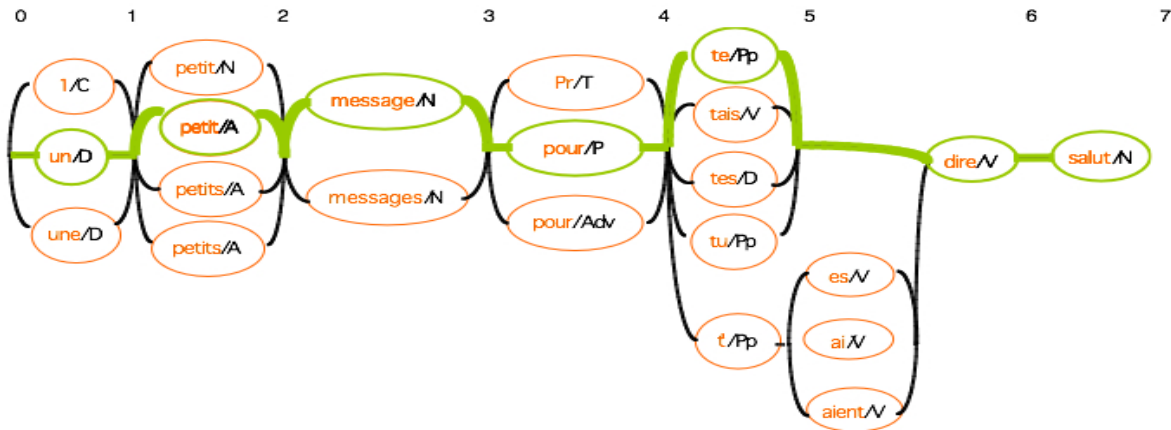 0 1 2 3 4 5 6 7
1/C
un/D
une/D
petit/N
petit/A
petits/A
petits/A
message/N
messages/N
Pr/T
pour/P
pour/Adv
te/Pp
tais/V
tes/D
tu/Pp
t'/Pp
es/V
ai/V
aient/V
dire/V
salut/N